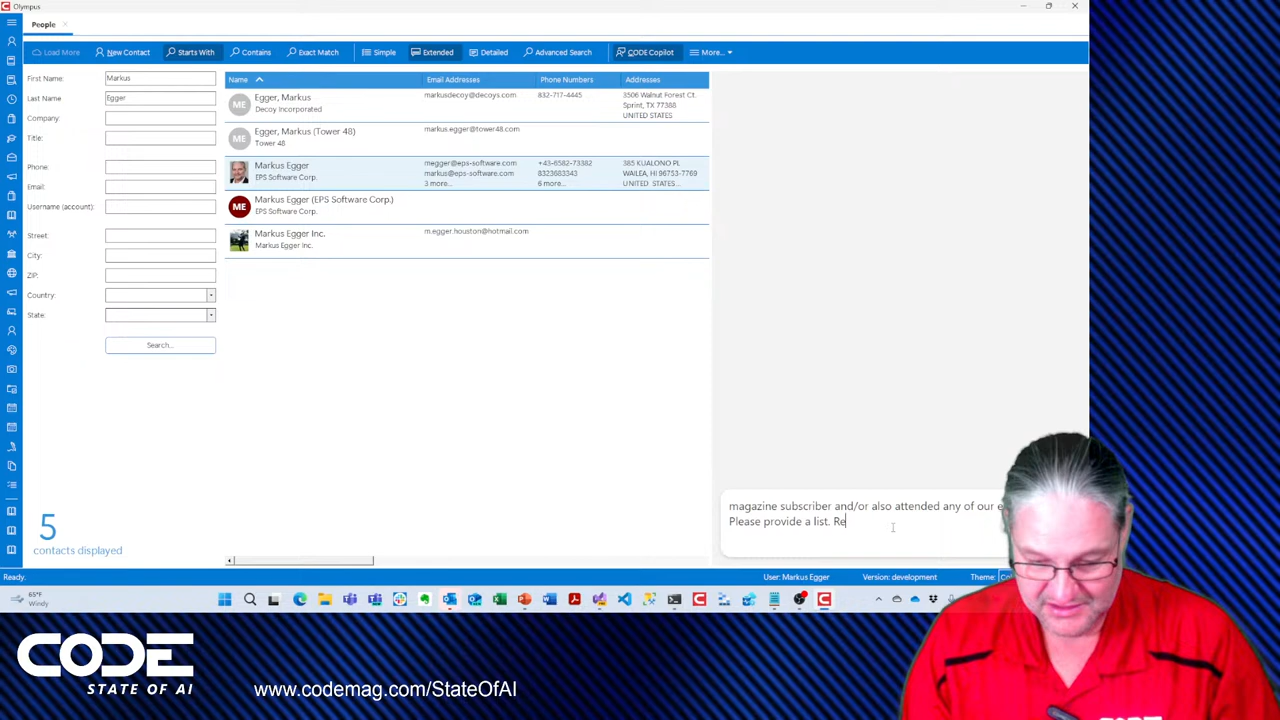 Olympus
People
Load More
New Contact
Starts With
Contains
Exact Match
Simple
Extended
Detailed
Advanced Search
CODE Copilot
More...
First Name:
Markus
Last Name
Egger
Company:
Title:
Phone:
Email:
Username (account):
Street:
City:
ZIP:
Country:
State:
Search...
Name
Email Addresses
Phone Numbers
Addresses
ME
Egger, Markus
Decoy Incorporated
markusdecoy@decoys.com
832-717-4445
3506 Walnut Forest Ct.
Sprint, TX 77388
UNITED STATES
ME
Egger, Markus (Tower 48)
Tower 48
markus.egger@tower48.com
Markus Egger
EPS Software Corp.
megger@eps-software.com
markus@eps-software.com
3 more...
+43-6582-73382
8323683343
6 more...
385 KUALONO PL
WAILEA, HI 96753-7769
UNITED STATES...
ME
Markus Egger (EPS Software Corp.)
EPS Software Corp.
Markus Egger Inc.
Markus Egger Inc.
m.egger.houston@hotmail.com
magazine subscriber and/or also attended any of our
Please provide a list. Re
5
contacts displayed
Ready.
User: Markus Egger
Version: development
Theme:
65°F
Windy
CODE
STATE OF AI
www.codemag.com/StateOfAI